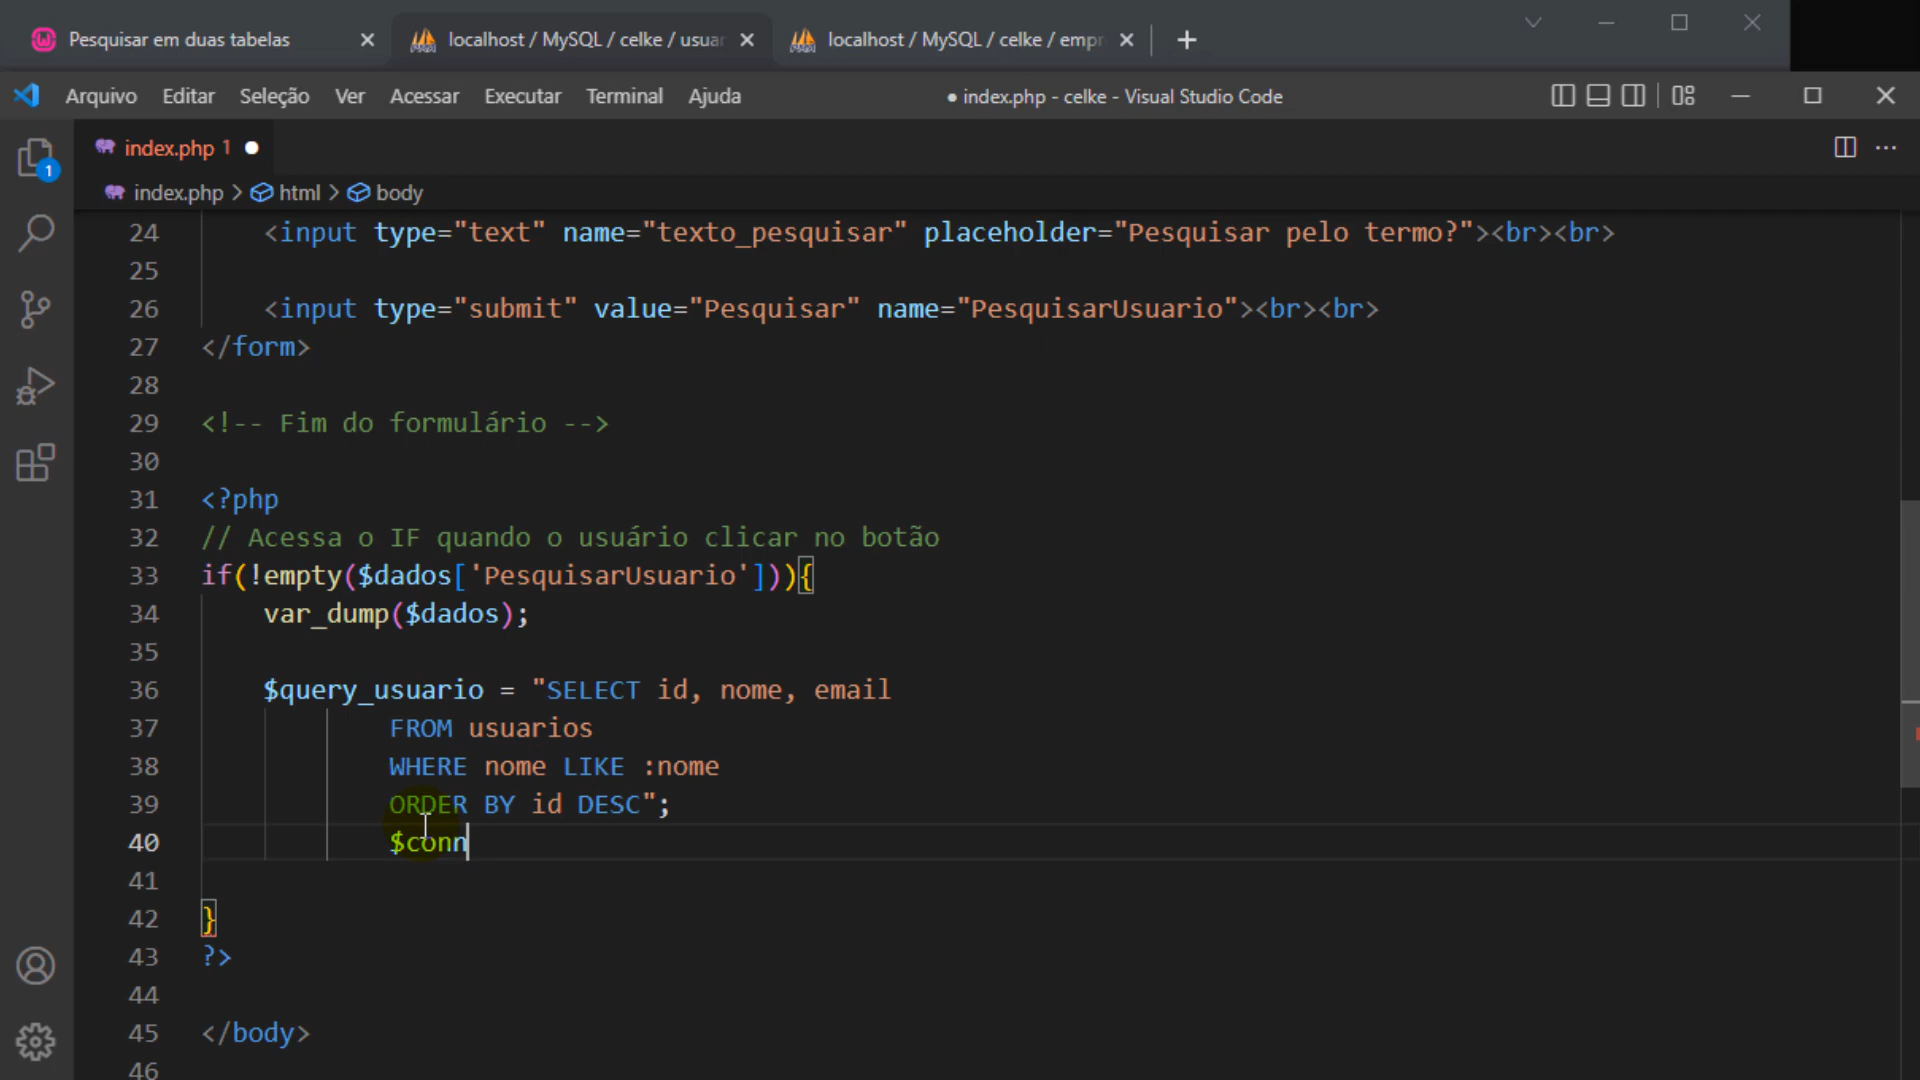 Pesquisar em duas tabelas
localhost / MySQL / celke / usuar
localhost / MySQL / celke / empr
Arquivo Editar Seleção Ver Acessar Executar Terminal Ajuda
● index.php - celke - Visual Studio Code
index.php 1
1
index.php > html > body
24 <input type="text" name="texto_pesquisar" placeholder="Pesquisar pelo termo?"><br><br>
25
26 <input type="submit" value="Pesquisar" name="PesquisarUsuario"><br><br>
27 </form>
28
29 <!-- Fim do formulário -->
30
31 <?php
32 // Acessa o IF quando o usuário clicar no botão
33 if(!empty($dados['PesquisarUsuario'])){
34 var_dump($dados);
35
36 $query_usuario = "SELECT id, nome, email
37 FROM usuarios
38 WHERE nome LIKE :nome
39 ORDER BY id DESC";
40 $conn
41
42 }
43 ?>
44
45 </body>
46